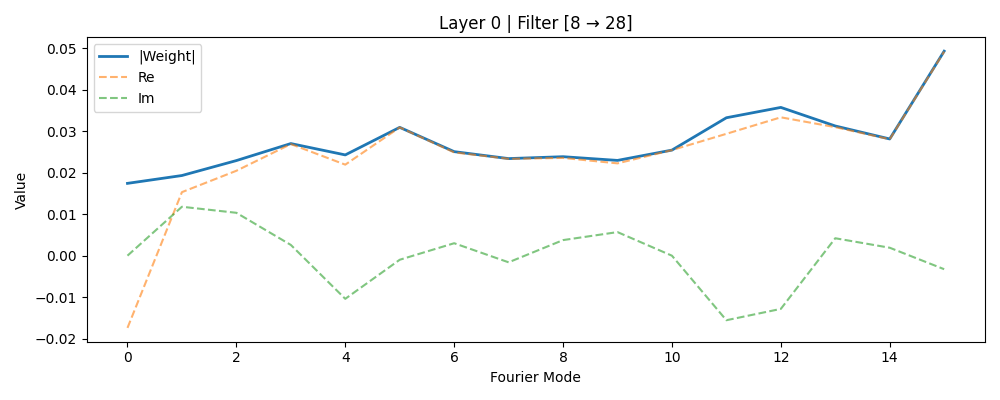 Layer 0 | Filter [8 → 28]
|Weight|
Re
Im
Value
0.05
0.04
0.03
0.02
0.01
0.00
−0.01
−0.02
0 2 4 6 8 10 12 14
Fourier Mode